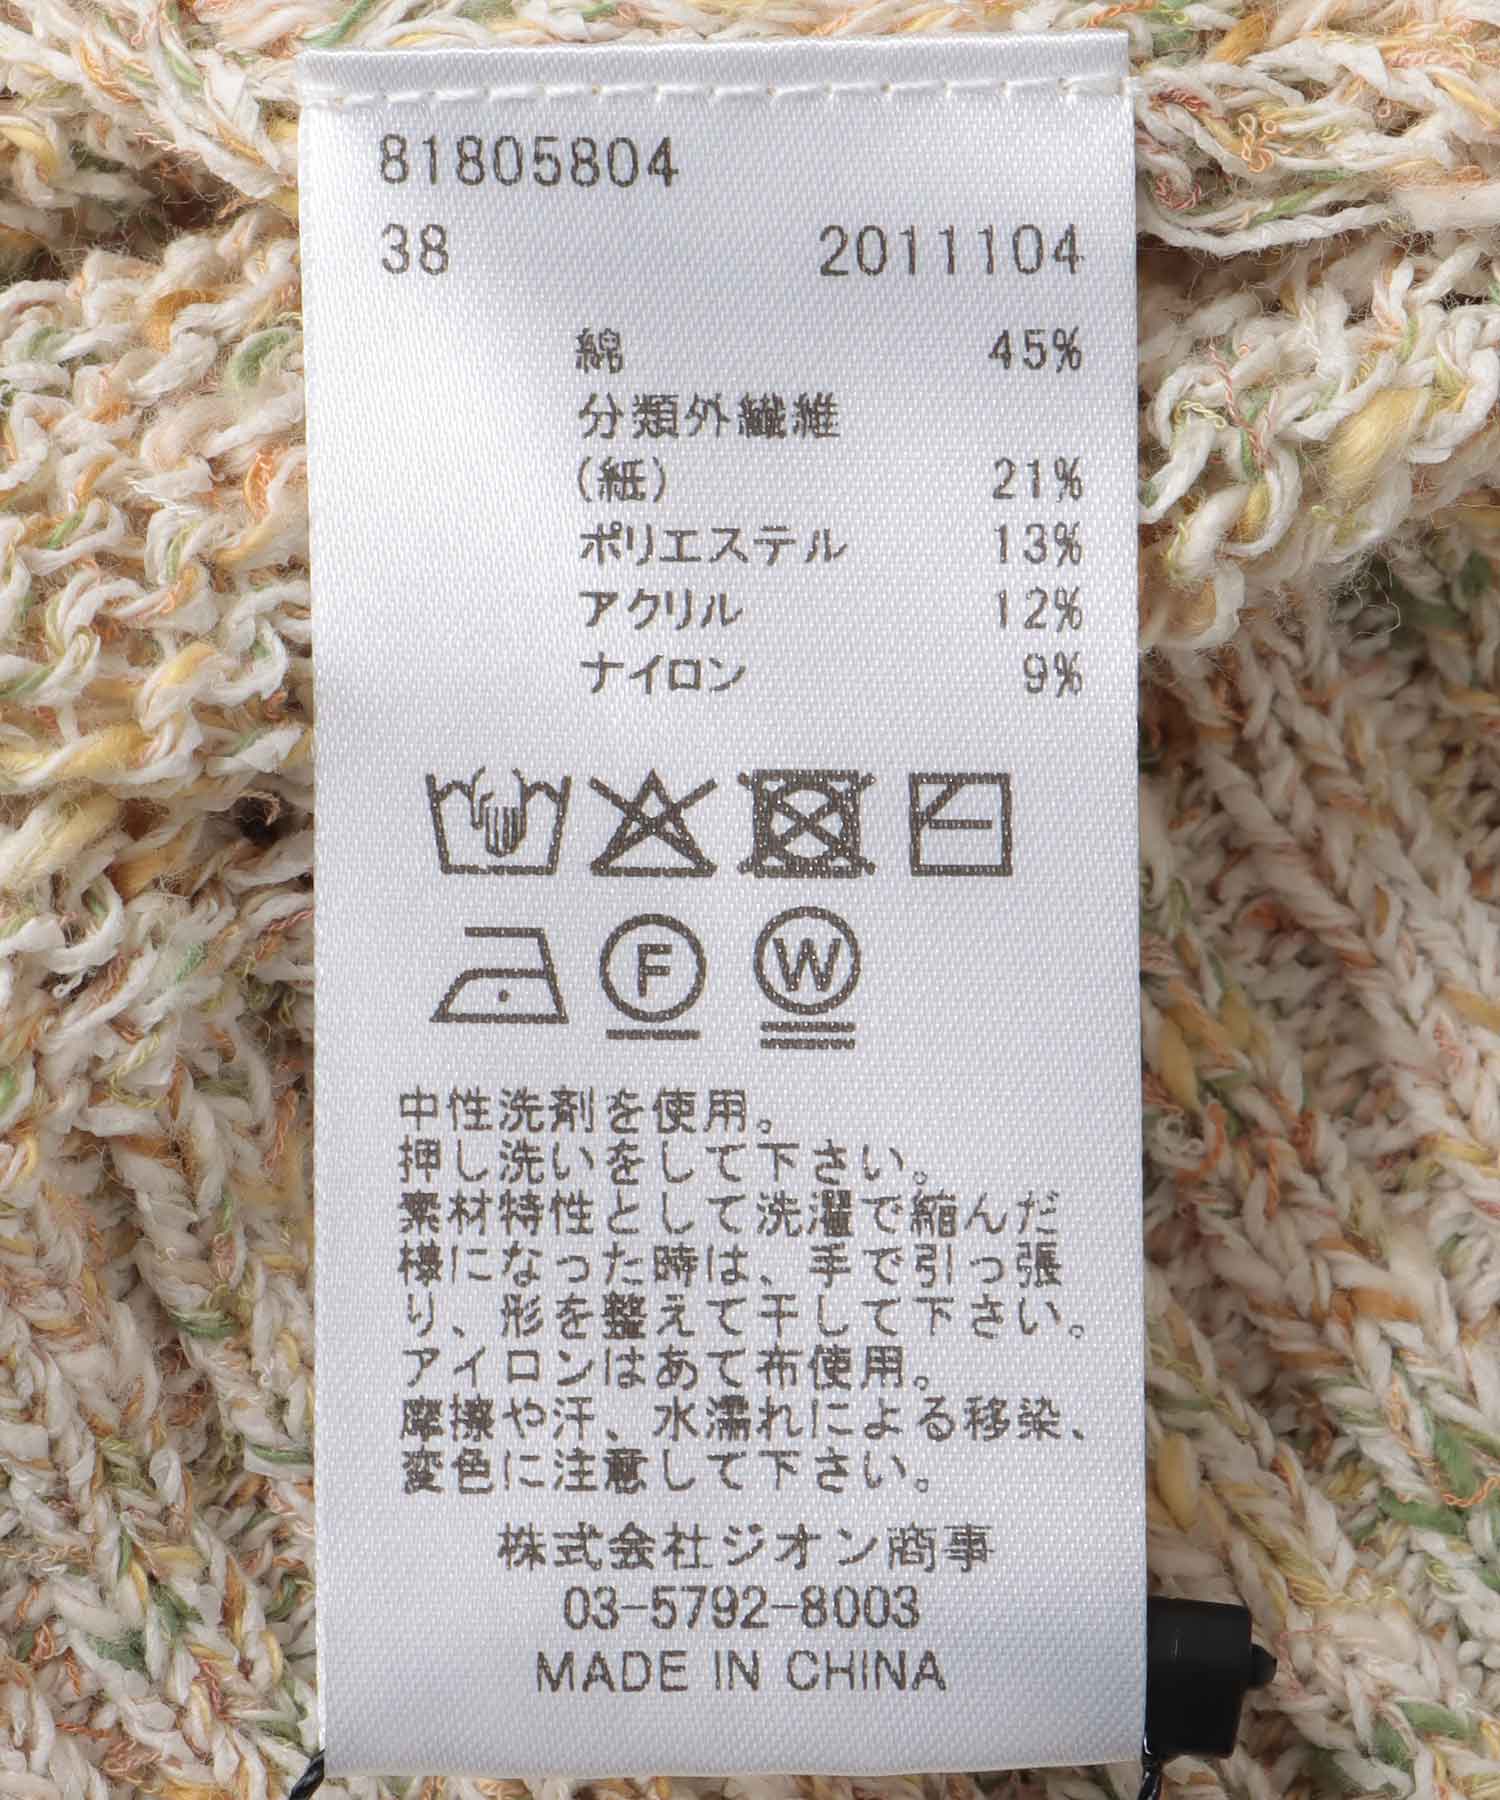 81805804
38 2011104
綿 45%
分類外繊維
(紙) 21%
ポリエステル 13%
アクリル 12%
ナイロン 9%
F W
中性洗剤を使用。
押し洗いをして下さい。
素材特性として洗濯で縮んだ
様になった時は、手で引っ張
り、形を整えて干して下さい。
アイロンはあて布使用。
摩擦や汗、水濡れによる移染、
変色に注意して下さい。
株式会社ジオン商事
03-5792-8003
MADE IN CHINA